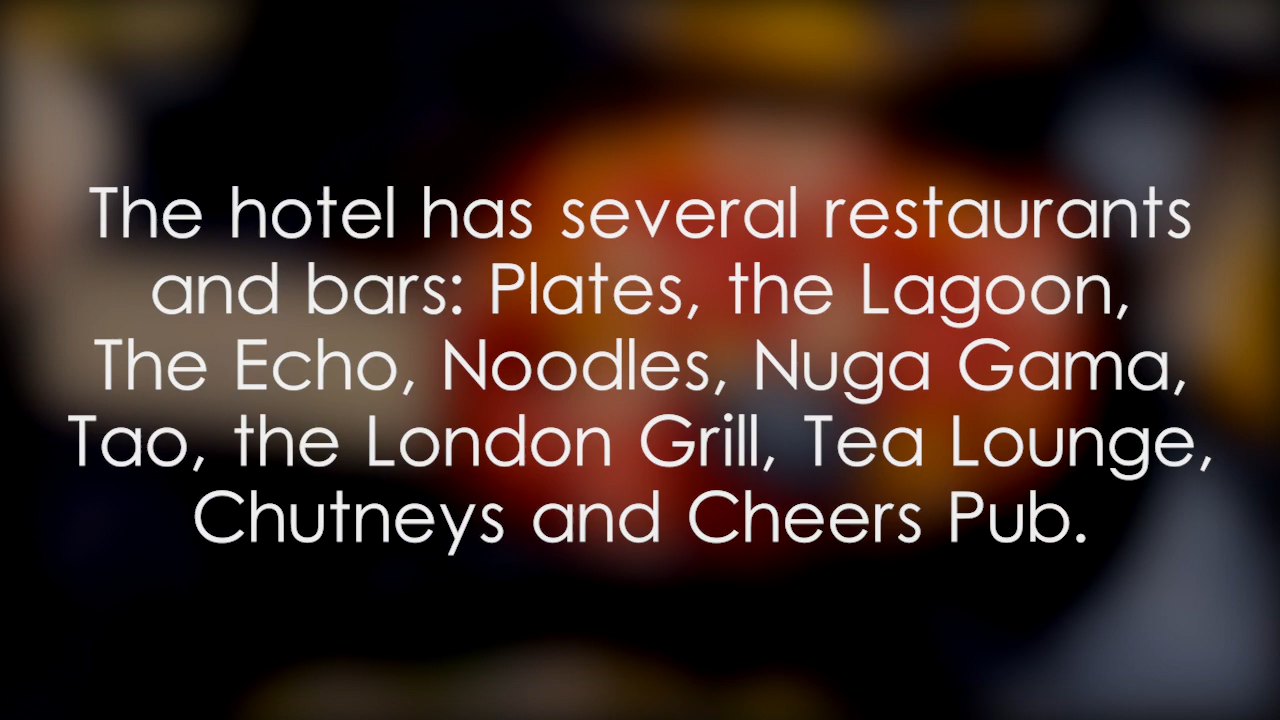 The hotel has several restaurants
and bars: Plates, the Lagoon,
The Echo, Noodles, Nuga Gama,
Tao, the London Grill, Tea Lounge,
Chutneys and Cheers Pub.